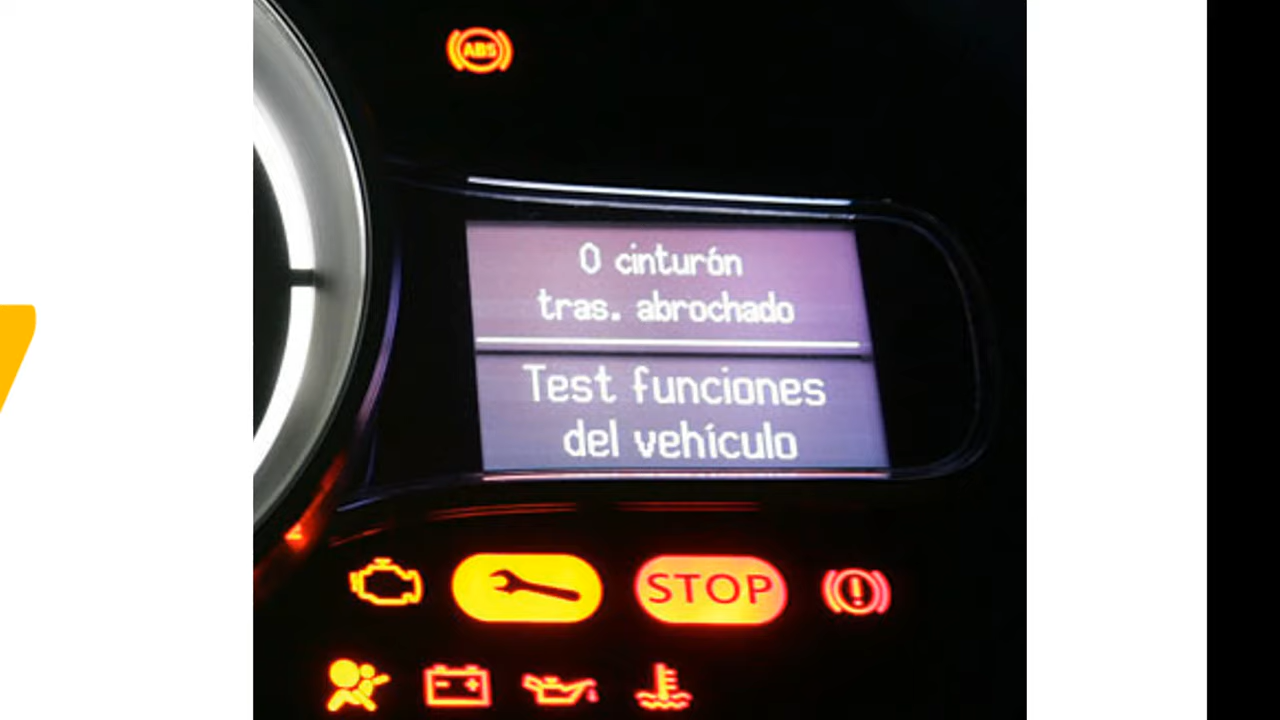 ABS
0 cinturón
tras. abrochado
Test funciones
del vehículo
STOP